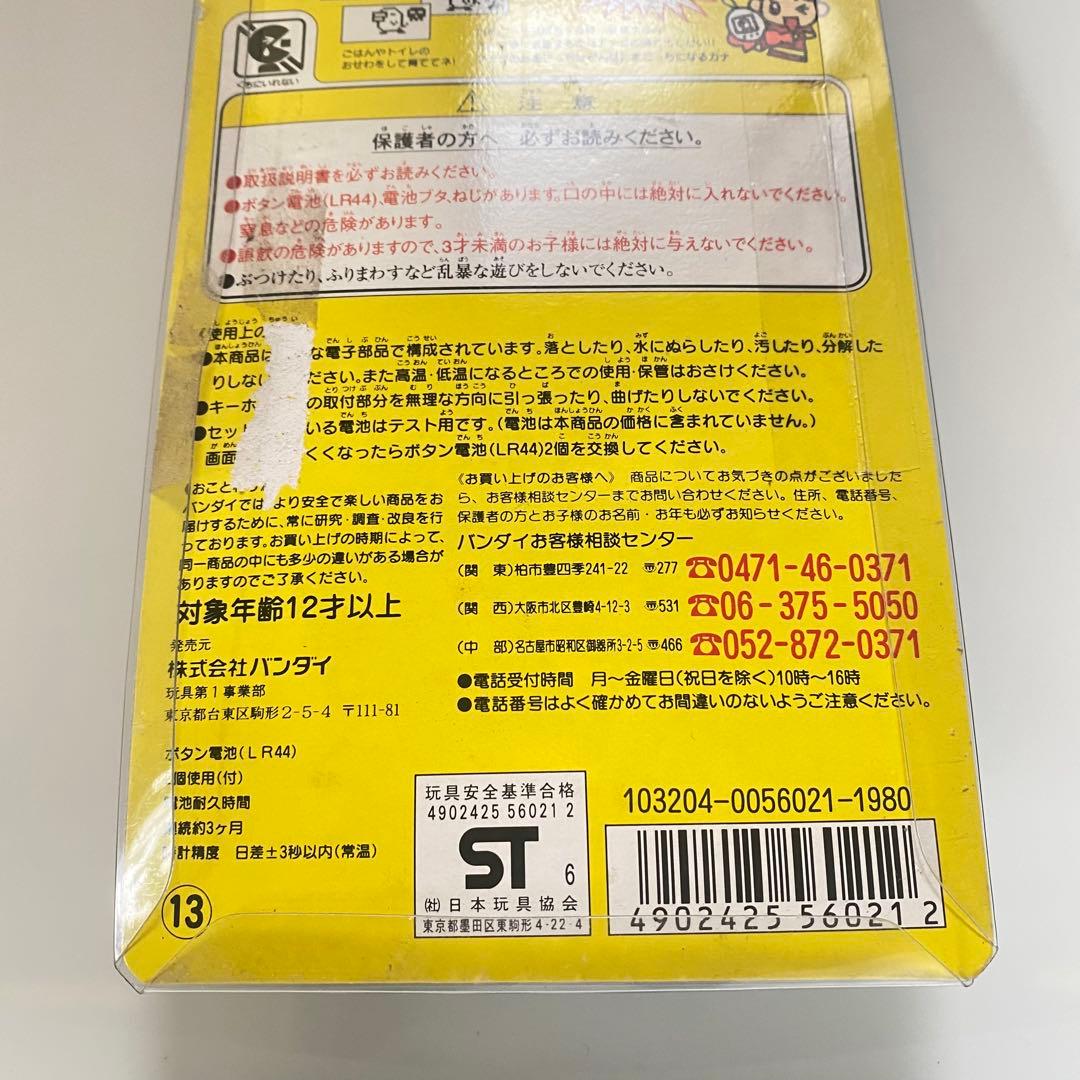 ごはんやトイレの
おせわをして育ててネ!
くちにいれない
注意
保護者の方へ 必ずお読みください。
●取扱説明書を必ずお読みください。
●ボタン電池(LR44)、電池ブタ、ねじがあります。口の中には絶対に入れないでください。
窒息などの危険があります。
●誤飲の危険がありますので、3才未満のお子様には絶対に与えないでください。
●ぶつけたり、ふりまわすなど乱暴な遊びをしないでください。
《使用上の
●本商品は な電子部品で構成されています。落としたり、水にぬらしたり、汚したり、分解した
りしない ださい。また高温・低温になるところでの使用・保管はおさけください。
●キーホ の取付部分を無理な方向に引っ張ったり、曲げたりしないでください。
●セット いる電池はテスト用です。(電池は本商品の価格に含まれていません。)
画面 くくなったらボタン電池(LR44)2個を交換してください。
《おことわり
バンダイでは、より安全で楽しい商品をお
届けするために、常に研究・調査・改良を行
っております。お買い上げの時期によって、
同一商品の中にも多少の違いがある場合が
ありますのでご了承ください。
対象年齢12才以上
発売元
株式会社バンダイ
玩具第1事業部
東京都台東区駒形2-5-4 〒111-81
《お買い上げのお客様へ》 商品についてお気づきの点がございました
ら、お客様相談センターまでお問い合わせください。住所、電話番号、
保護者の方とお子様のお名前・お年も必ずお知らせください。
バンダイお客様相談センター
(関 東)柏市豊四季241-22 〠277 ☎0471-46-0371
(関 西)大阪市北区豊崎4-12-3 〠531 ☎06-375-5050
(中 部)名古屋市昭和区御器所3-2-5 〠466 ☎052-872-0371
●電話受付時間 月~金曜日(祝日を除く)10時~16時
●電話番号はよく確かめてお間違いのないようご注意ください。
ボタン電池(LR44)
個使用(付)
電池耐久時間
続約3ヶ月
計精度 日差±3秒以内(常温)
13
玩具安全基準合格
4902425 56021 2
ST 6
(社)日本玩具協会
東京都墨田区東駒形4-22-4
103204-0056021-1980
4902425 560212